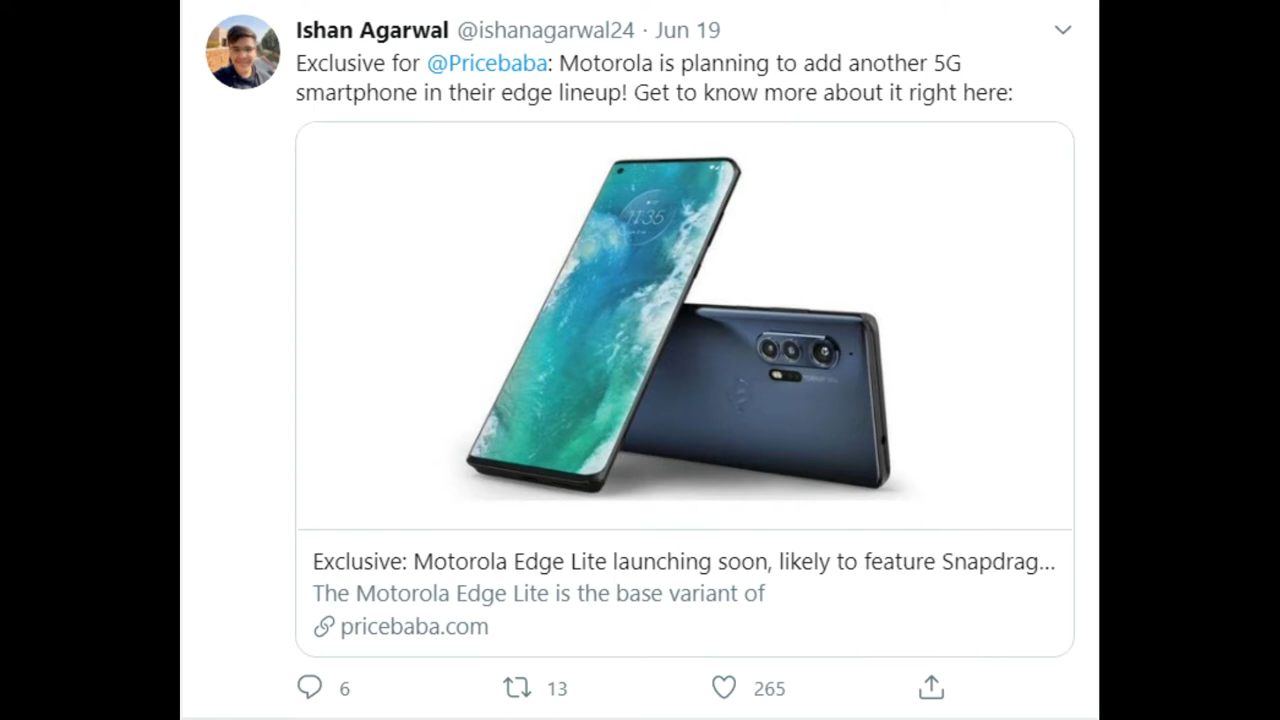 Ishan Agarwal @ishanagarwal24 · Jun 19
Exclusive for @Pricebaba: Motorola is planning to add another 5G
smartphone in their edge lineup! Get to know more about it right here:
11:35
Exclusive: Motorola Edge Lite launching soon, likely to feature Snapdrag...
The Motorola Edge Lite is the base variant of
pricebaba.com
6 13 265